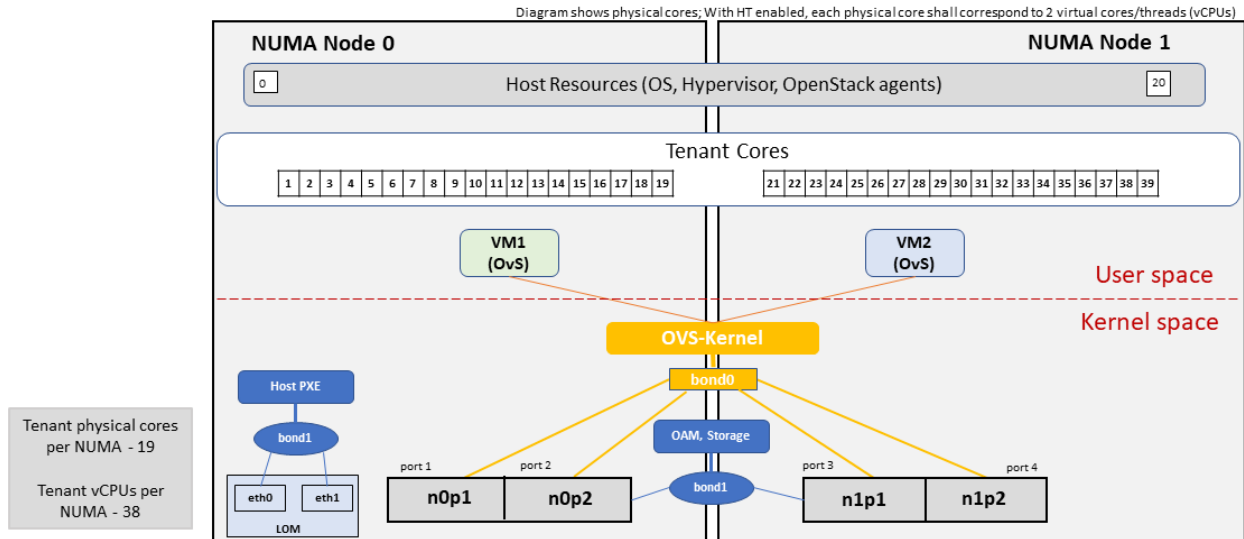 Diagram shows physical cores; With HT enabled, each physical core shall correspond to 2 virtual cores/threads (vCPUs)
NUMA Node 0
NUMA Node 1
0
Host Resources (OS, Hypervisor, OpenStack agents)
20
Tenant Cores
1 2 3 4 5 6 7 8 9 10 11 12 13 14 15 16 17 18 19
21 22 23 24 25 26 27 28 29 30 31 32 33 34 35 36 37 38 39
VM1
(OvS)
VM2
(OvS)
User space
Kernel space
OVS-Kernel
bond0
Host PXE
bond1
OAM, Storage
Tenant physical cores
per NUMA - 19
Tenant vCPUs per
NUMA - 38
port 1
port 2
port 3
port 4
eth0
eth1
LOM
n0p1
n0p2
bond1
n1p1
n1p2